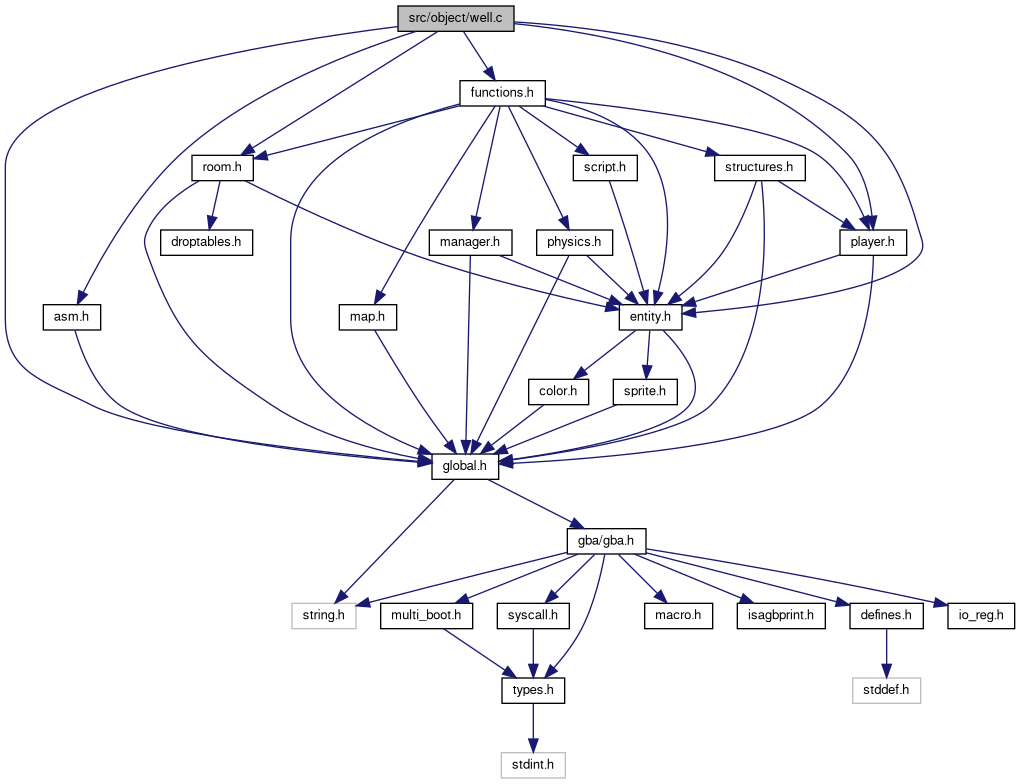 src/object/well.c
functions.h
room.h
script.h
structures.h
droptables.h
manager.h
physics.h
player.h
asm.h
map.h
entity.h
color.h
sprite.h
global.h
gba/gba.h
string.h
multi_boot.h
syscall.h
macro.h
isagbprint.h
defines.h
io_reg.h
types.h
stddef.h
stdint.h